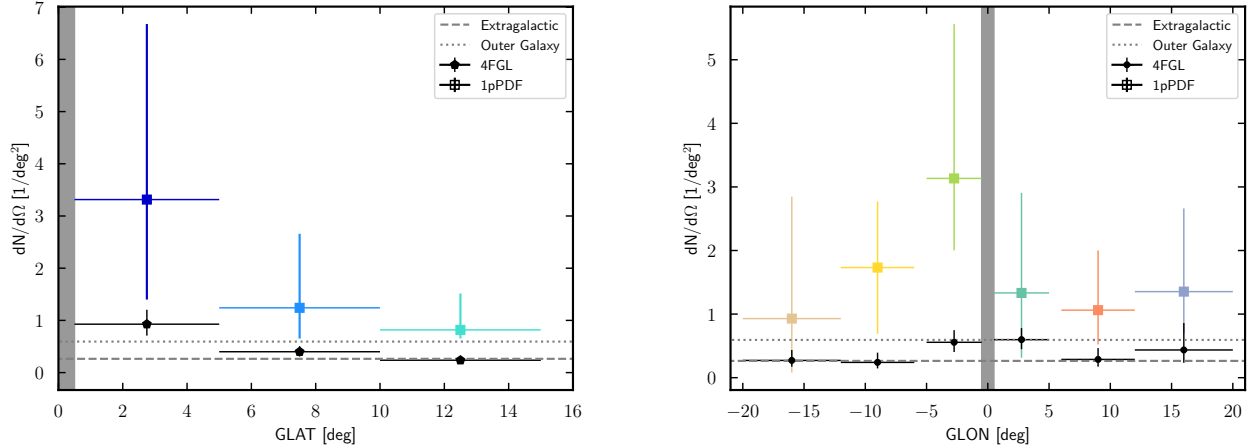 7
6
5
4
3
2
1
0
dN/dΩ [1/deg²]
0 2 4 6 8 10 12 14 16
GLAT [deg]
Extragalactic
Outer Galaxy
4FGL
1pPDF
5
4
3
2
1
0
dN/dΩ [1/deg²]
−20 −15 −10 −5 0 5 10 15 20
GLON [deg]
Extragalactic
Outer Galaxy
4FGL
1pPDF